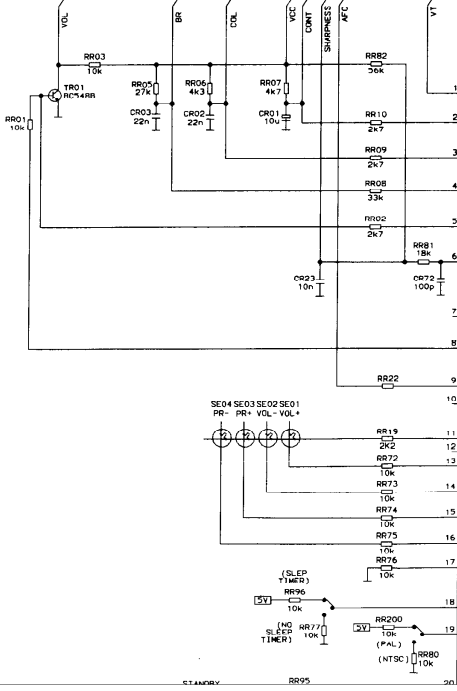 VOL
BR
COL
VCC
CONT
SHARPNESS
AFC
VT
RR03
10k
RR82
56k
TR01
BC548B
RR05
27k
RR06
4k3
RR07
4k7
1
RR01
10k
CR03
22n
CR02
22n
CR01
10u
RR10
2k7
2
RR09
2k7
3
RR08
33k
4
RR02
2k7
5
RR81
18k
6
CR23
10n
CR72
100p
7
8
RR22
9
10
SE04 SE03 SE02 SE01
PR- PR+ VOL- VOL+
RR19
2K2
11
12
RR72
10k
13
RR73
10k
14
RR74
10k
15
RR75
10k
16
RR76
10k
17
(SLEP
TIMER)
5V
RR96
10k
18
(NO
SLEEP
TIMER)
RR77
10k
5V
RR200
10k
19
(PAL)
(NTSC)
RR80
10k
STANDBY
RR95
20